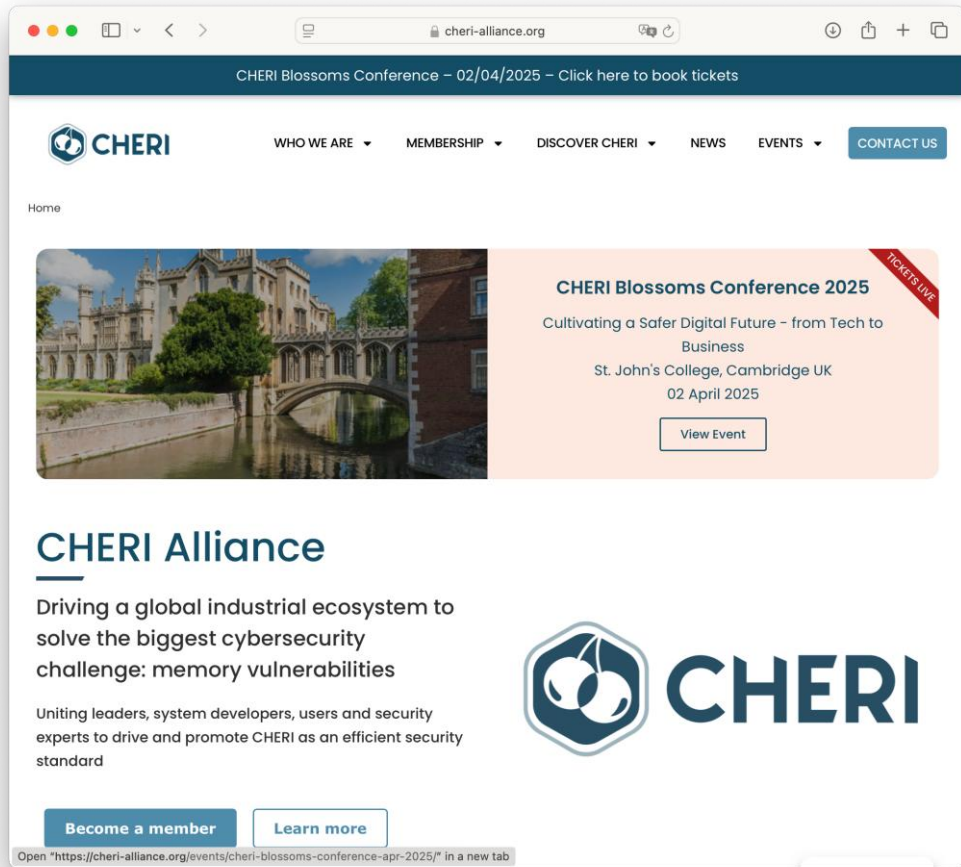 cheri-alliance.org
CHERI Blossoms Conference – 02/04/2025 – Click here to book tickets
CHERI
WHO WE ARE
MEMBERSHIP
DISCOVER CHERI
NEWS
EVENTS
CONTACT US
Home
TICKETS LIVE
CHERI Blossoms Conference 2025
Cultivating a Safer Digital Future - from Tech to
Business
St. John's College, Cambridge UK
02 April 2025
View Event
CHERI Alliance
Driving a global industrial ecosystem to
solve the biggest cybersecurity
challenge: memory vulnerabilities
Uniting leaders, system developers, users and security
experts to drive and promote CHERI as an efficient security
standard
CHERI
Become a member
Learn more
Open "https://cheri-alliance.org/events/cheri-blossoms-conference-apr-2025/" in a new tab